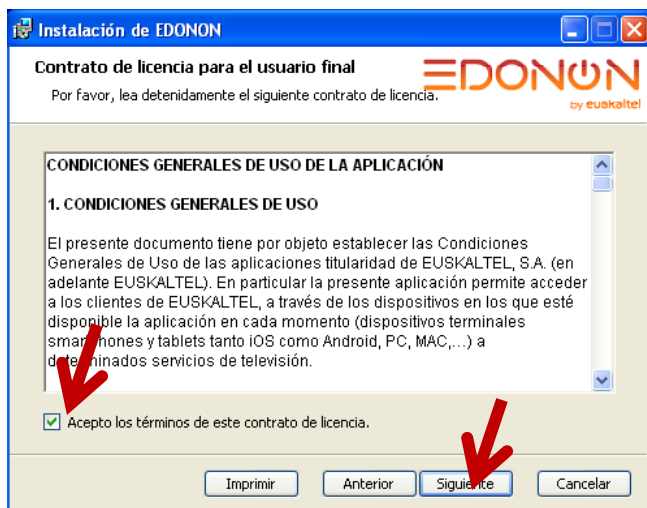 Instalación de EDONON
Contrato de licencia para el usuario final
Por favor, lea detenidamente el siguiente contrato de licencia.
EDONON
by euskaltel
CONDICIONES GENERALES DE USO DE LA APLICACIÓN
1. CONDICIONES GENERALES DE USO
El presente documento tiene por objeto establecer las Condiciones
Generales de Uso de las aplicaciones titularidad de EUSKALTEL, S.A. (en
adelante EUSKALTEL). En particular la presente aplicación permite acceder
a los clientes de EUSKALTEL, a través de los dispositivos en los que esté
disponible la aplicación en cada momento (dispositivos terminales
smartphones y tablets tanto iOS como Android, PC, MAC,...) a
determinados servicios de televisión.
Acepto los términos de este contrato de licencia.
Imprimir Anterior Siguiente Cancelar